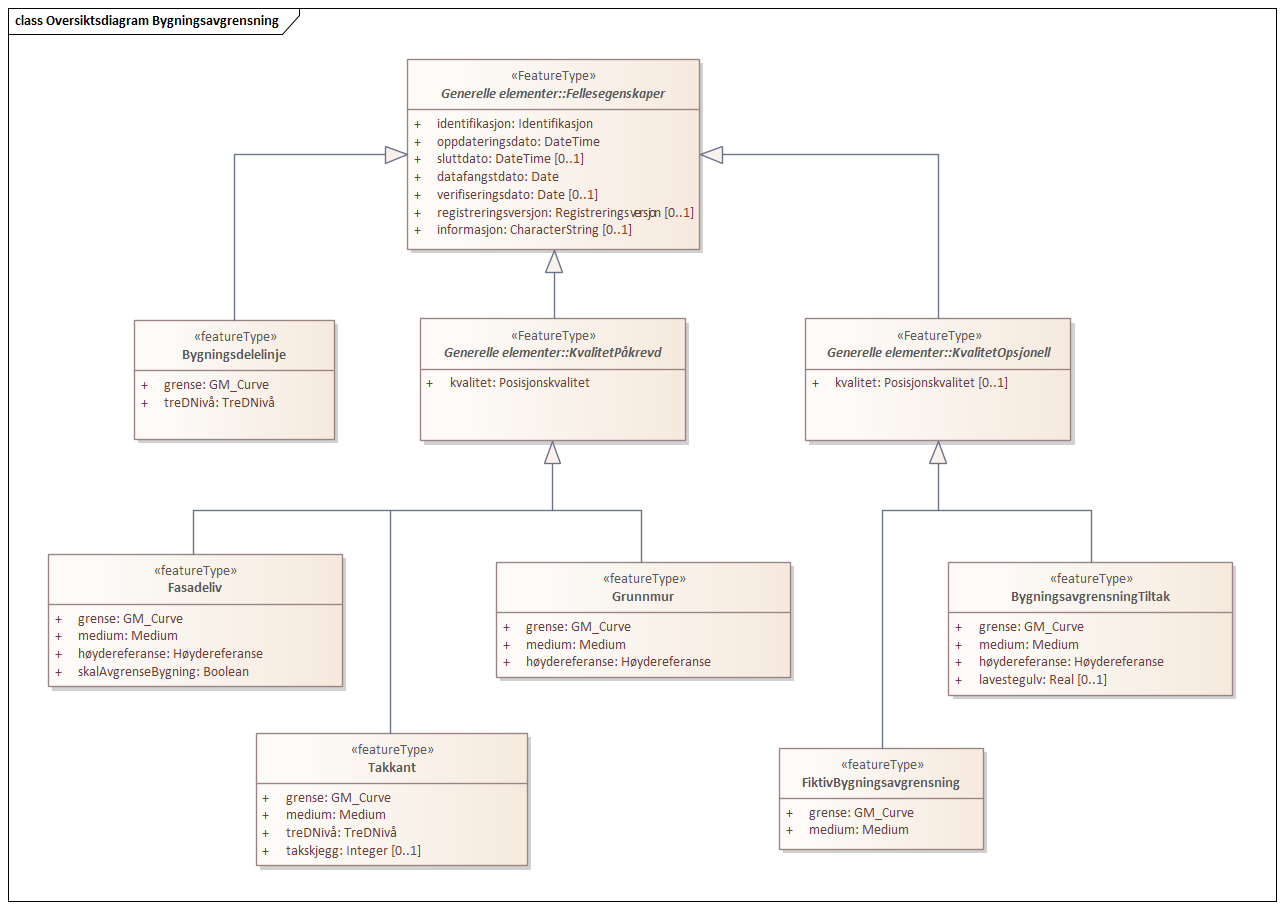 class Oversiktsdiagram Bygningsavgrensning
«FeatureType»
Generelle elementer::Fellesegenskaper
+ identifikasjon: Identifikasjon
+ oppdateringsdato: DateTime
+ sluttdato: DateTime [0..1]
+ datafangstdato: Date
+ verifiseringsdato: Date [0..1]
+ registreringsversjon: Registreringsversjon [0..1]
+ informasjon: CharacterString [0..1]
«featureType»
Bygningsdelelinje
+ grense: GM_Curve
+ treDNivå: TreDNivå
«FeatureType»
Generelle elementer::KvalitetPåkrevd
+ kvalitet: Posisjonskvalitet
«FeatureType»
Generelle elementer::KvalitetOpsjonell
+ kvalitet: Posisjonskvalitet [0..1]
«featureType»
Fasadeliv
+ grense: GM_Curve
+ medium: Medium
+ høydereferanse: Høydereferanse
+ skalAvgrenseBygning: Boolean
«featureType»
Grunnmur
+ grense: GM_Curve
+ medium: Medium
+ høydereferanse: Høydereferanse
«featureType»
BygningsavgrensningTiltak
+ grense: GM_Curve
+ medium: Medium
+ høydereferanse: Høydereferanse
+ lavestegulv: Real [0..1]
«featureType»
Takkant
+ grense: GM_Curve
+ medium: Medium
+ treDNivå: TreDNivå
+ takskjegg: Integer [0..1]
«featureType»
FiktivBygningsavgrensning
+ grense: GM_Curve
+ medium: Medium